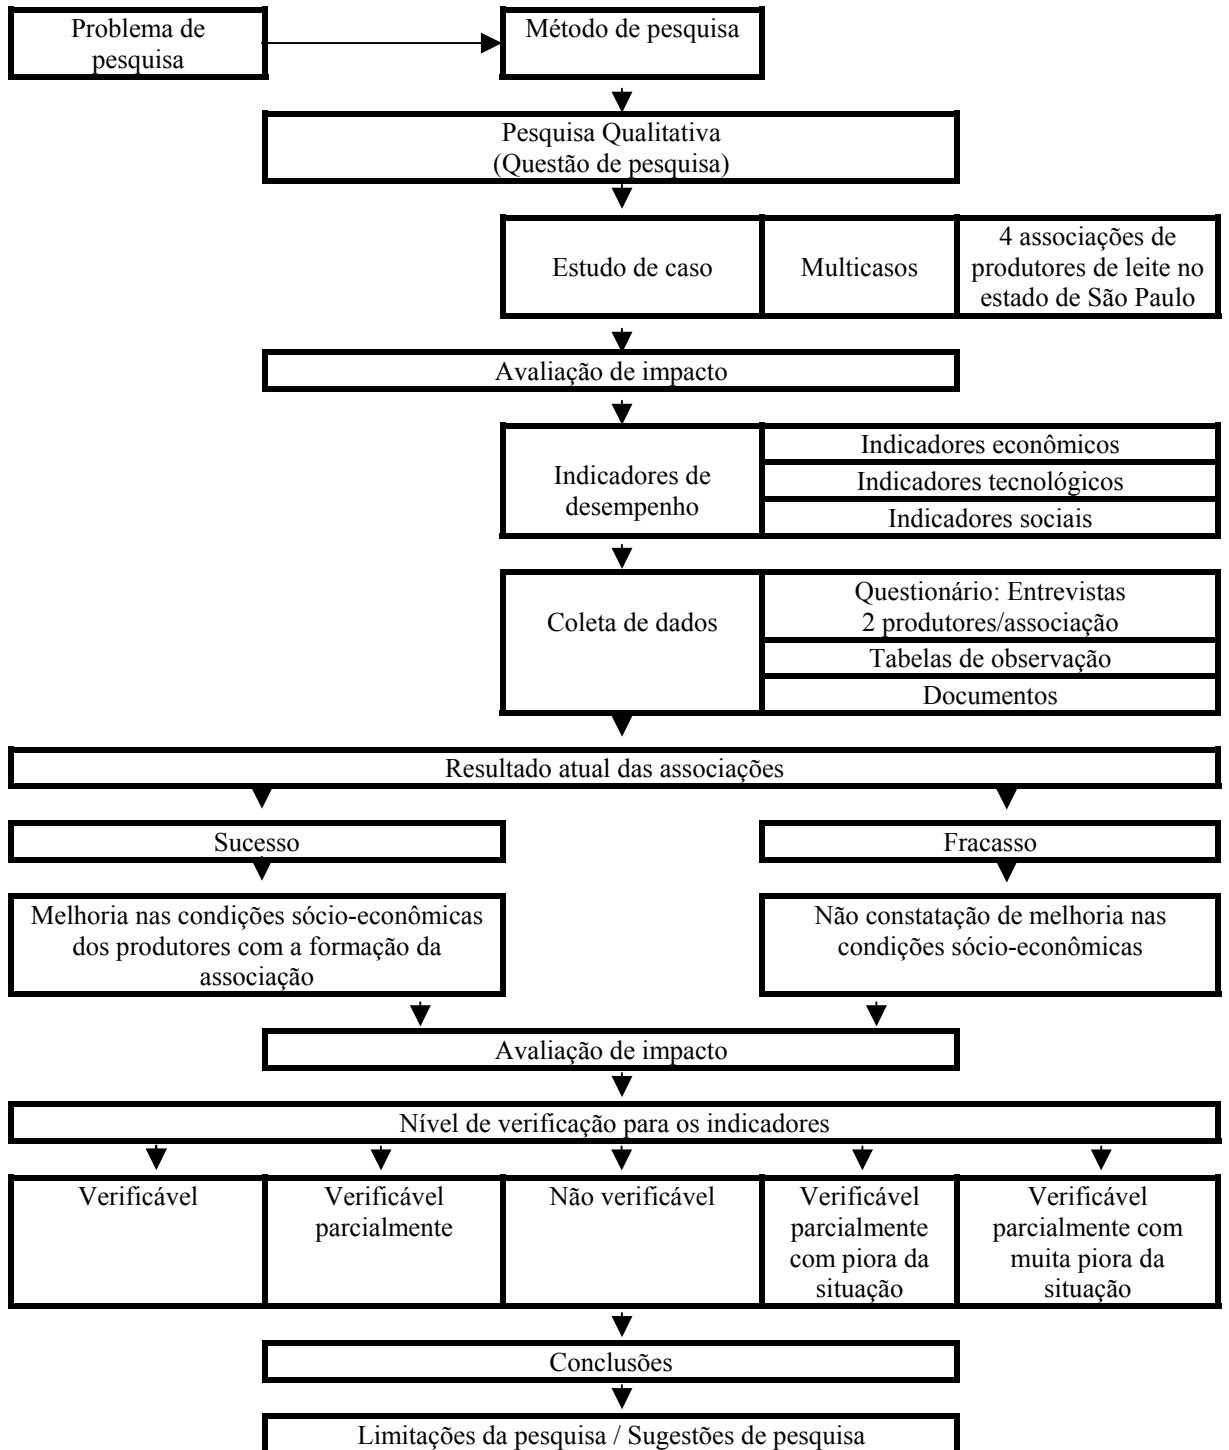 Problema de
pesquisa
Método de pesquisa
Pesquisa Qualitativa
(Questão de pesquisa)
Estudo de caso
Multicasos
4 associações de
produtores de leite no
estado de São Paulo
Avaliação de impacto
Indicadores de
desempenho
Indicadores econômicos
Indicadores tecnológicos
Indicadores sociais
Coleta de dados
Questionário: Entrevistas
2 produtores/associação
Tabelas de observação
Documentos
Resultado atual das associações
Sucesso
Fracasso
Melhoria nas condições sócio-econômicas
dos produtores com a formação da
associação
Não constatação de melhoria nas
condições sócio-econômicas
Avaliação de impacto
Nível de verificação para os indicadores
Verificável
Verificável
parcialmente
Não verificável
Verificável
parcialmente
com piora da
situação
Verificável
parcialmente com
muita piora da
situação
Conclusões
Limitações da pesquisa / Sugestões de pesquisa